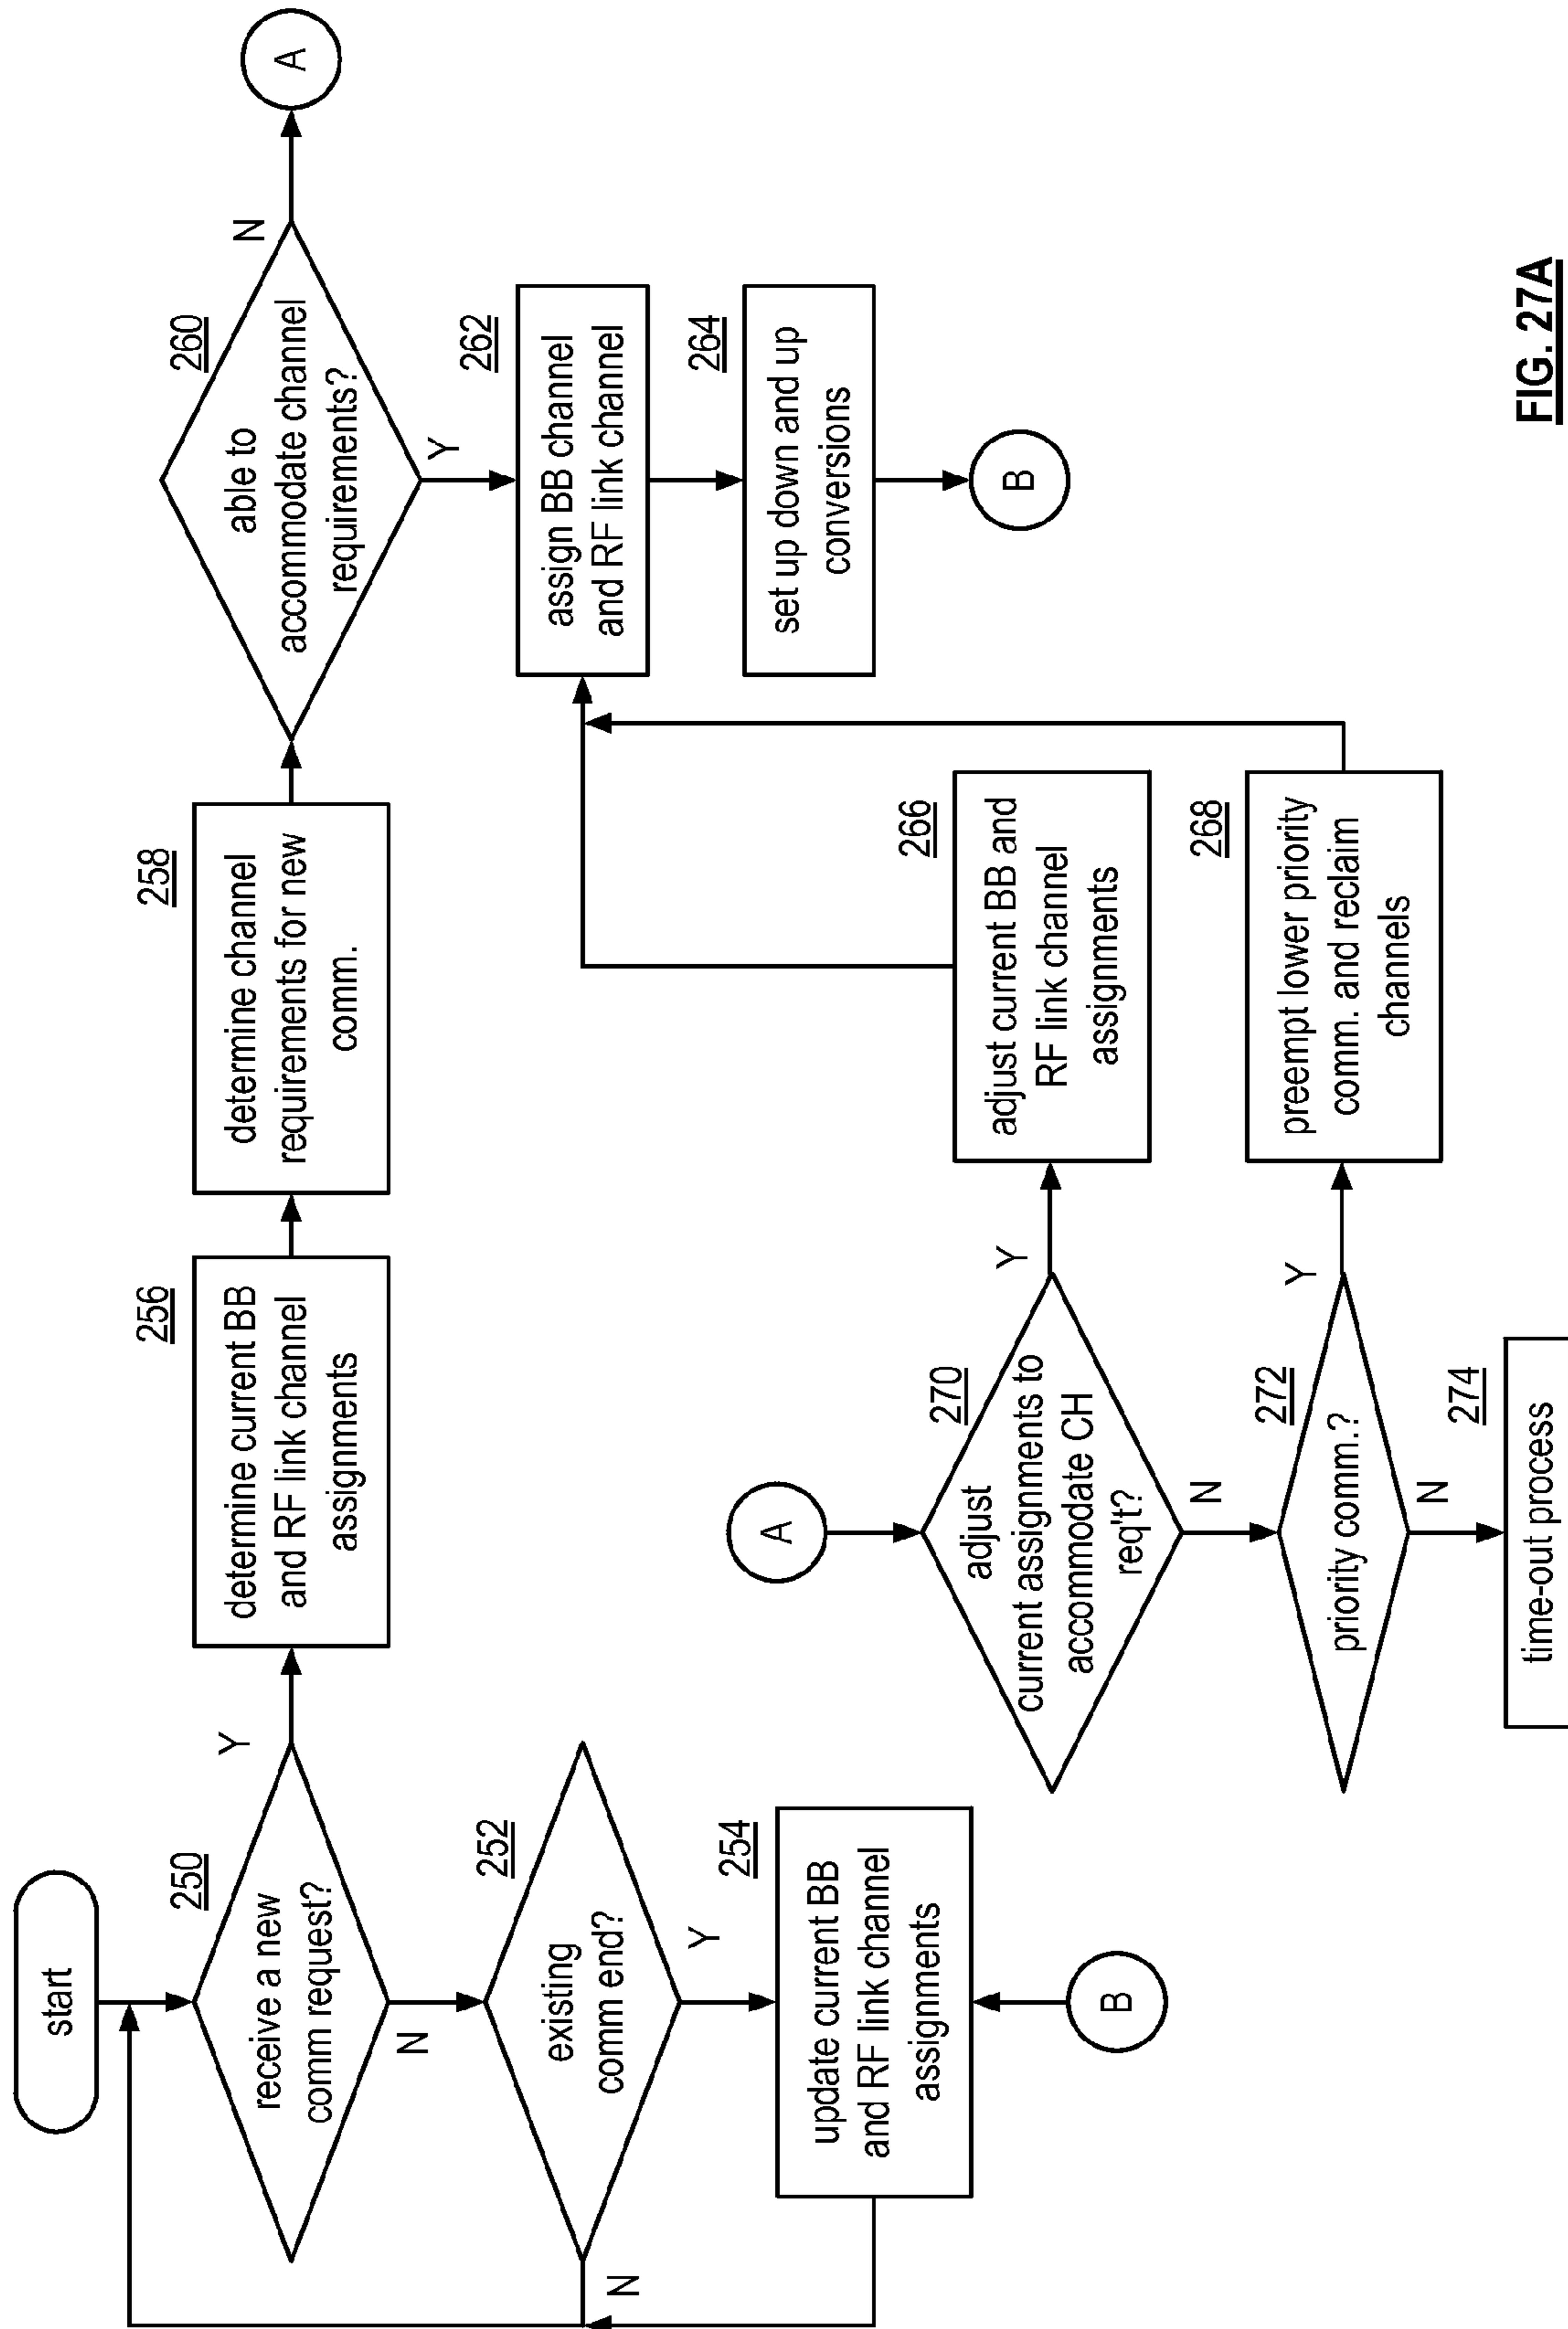 start
250
receive a new
comm request?
Y
N
252
existing
comm end?
N
Y
254
update current BB
and RF link channel
assignments
B
256
determine current BB
and RF link channel
assignments
258
determine channel
requirements for new
comm.
260
able to
accommodate channel
requirements?
N
A
Y
262
assign BB channel
and RF link channel
264
set up down and up
conversions
B
A
270
adjust
current assignments to
accommodate CH
req't?
Y
N
266
adjust current BB and
RF link channel
assignments
272
priority comm.?
Y
N
268
preempt lower priority
comm. and reclaim
channels
274
time-out process
FIG. 27A